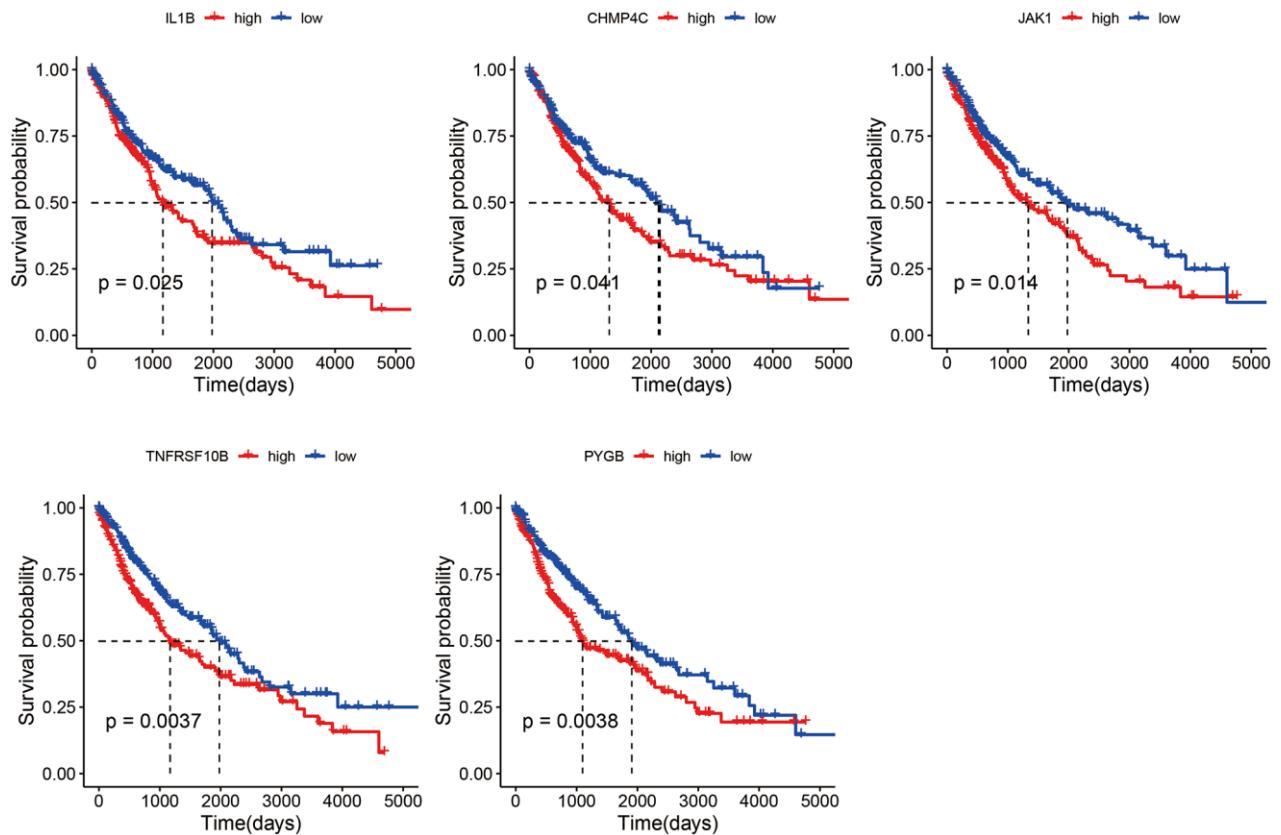 IL1B high low
Survival probability
1.00
0.75
0.50
0.25
0.00
p = 0.025
0 1000 2000 3000 4000 5000
Time(days)
CHMP4C high low
Survival probability
1.00
0.75
0.50
0.25
0.00
p = 0.041
0 1000 2000 3000 4000 5000
Time(days)
JAK1 high low
Survival probability
1.00
0.75
0.50
0.25
0.00
p = 0.014
0 1000 2000 3000 4000 5000
Time(days)
TNFRSF10B high low
Survival probability
1.00
0.75
0.50
0.25
0.00
p = 0.0037
0 1000 2000 3000 4000 5000
Time(days)
PYGB high low
Survival probability
1.00
0.75
0.50
0.25
0.00
p = 0.0038
0 1000 2000 3000 4000 5000
Time(days)